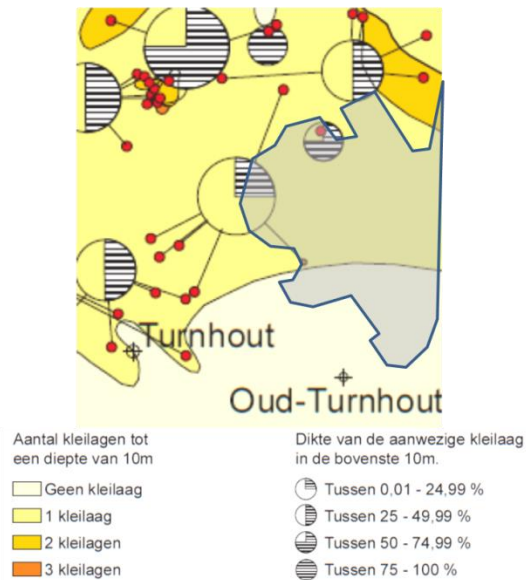 Turnhout
Oud-Turnhout
Aantal kleilagen tot
een diepte van 10m
Geen kleilaag
1 kleilaag
2 kleilagen
3 kleilagen
Dikte van de aanwezige kleilaag
in de bovenste 10m.
Tussen 0,01 - 24,99 %
Tussen 25 - 49,99 %
Tussen 50 - 74,99 %
Tussen 75 - 100 %